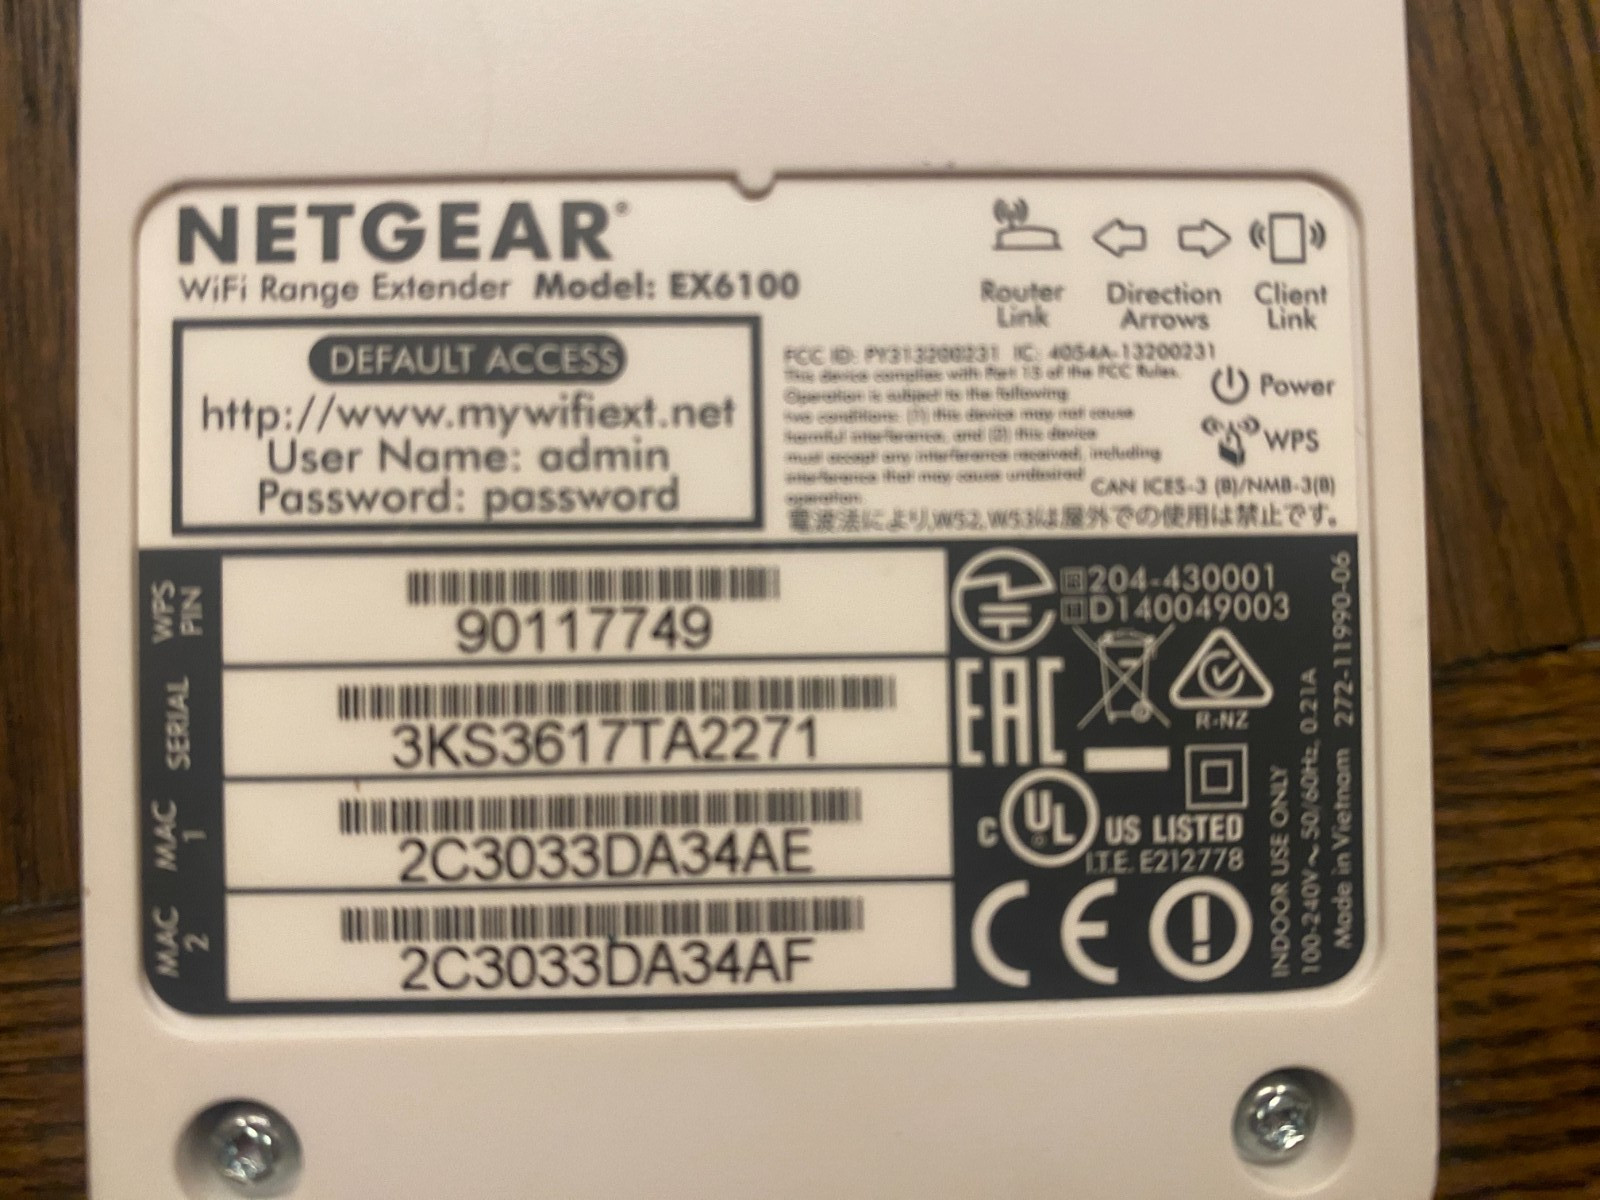 NETGEAR®
WiFi Range Extender Model: EX6100
Router Link
Direction Arrows
Client Link
DEFAULT ACCESS
http://www.mywifiext.net
User Name: admin
Password: password
FCC ID: PY313200231 IC: 4054A-13200231
This device complies with Part 15 of the FCC Rules.
Operation is subject to the following
two conditions: (1) this device may not cause
harmful interference, and (2) this device
must accept any interference received, including
interference that may cause undesired
operation.
Power
WPS
CAN ICES-3 (B)/NMB-3(B)
電波法により,W52,W53は屋外での使用は禁止です。
WPS PIN
90117749
SERIAL
3KS3617TA2271
MAC 1
2C3033DA34AE
MAC 2
2C3033DA34AF
R 204-430001
T D140049003
EAC
R-NZ
C UL US LISTED
I.T.E. E212778
CE
INDOOR USE ONLY
100-240V~50/60Hz, 0.21A
Made in Vietnam 272-11990-06